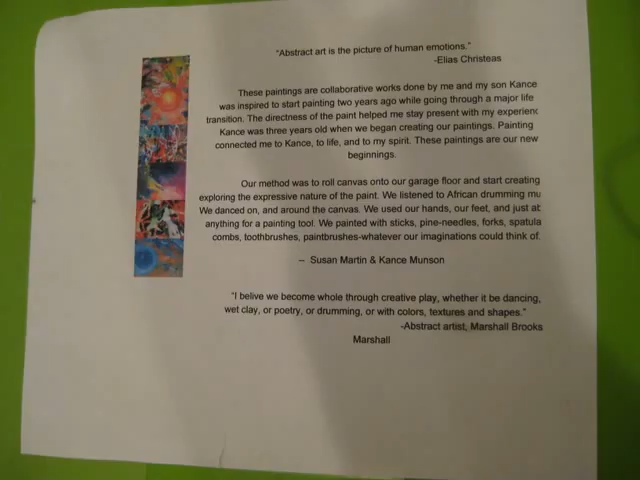 "Abstract art is the picture of human emotions."
-Elias Christeas
These paintings are collaborative works done by me and my son Kance
was inspired to start painting two years ago while going through a major life
transition. The directness of the paint helped me stay present with my experienc
Kance was three years old when we began creating our paintings. Painting
connected me to Kance, to life, and to my spirit. These paintings are our new
beginnings.
Our method was to roll canvas onto our garage floor and start creating
exploring the expressive nature of the paint. We listened to African drumming mu
We danced on, and around the canvas. We used our hands, our feet, and just ab
anything for a painting tool. We painted with sticks, pine-needles, forks, spatula
combs, toothbrushes, paintbrushes-whatever our imaginations could think of.
-- Susan Martin & Kance Munson
"I belive we become whole through creative play, whether it be dancing,
wet clay, or poetry, or drumming, or with colors, textures and shapes."
-Abstract artist, Marshall Brooks
Marshall